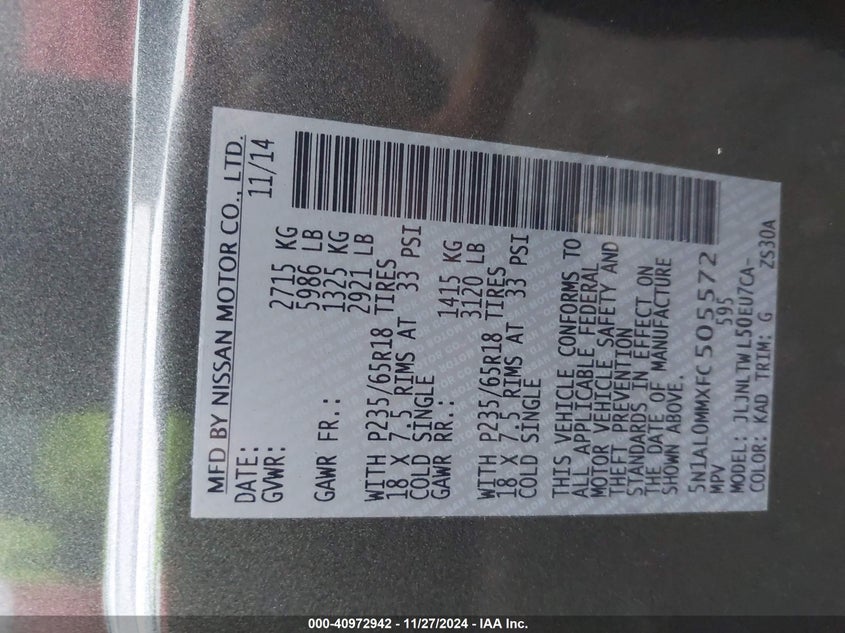 MFD BY NISSAN MOTOR CO., LTD.
DATE: 11/14
GVWR: 2715 KG
5986 LB
GAWR FR.: 1325 KG
2921 LB
WITH P235/65R18 TIRES
18 X 7.5 RIMS AT 33 PSI
COLD SINGLE
GAWR RR.: 1415 KG
3120 LB
WITH P235/65R18 TIRES
18 X 7.5 RIMS AT 33 PSI
COLD SINGLE
THIS VEHICLE CONFORMS TO
ALL APPLICABLE FEDERAL
MOTOR VEHICLE SAFETY AND
THEFT PREVENTION
STANDARDS IN EFFECT ON
THE DATE OF MANUFACTURE
SHOWN ABOVE.
5N1AL0MMXFC505572
MPV 595
MODEL: JLJNLTWL50EU7CA-
COLOR: KAD TRIM: G ZS30A
000-40972942 - 11/27/2024 - IAA Inc.